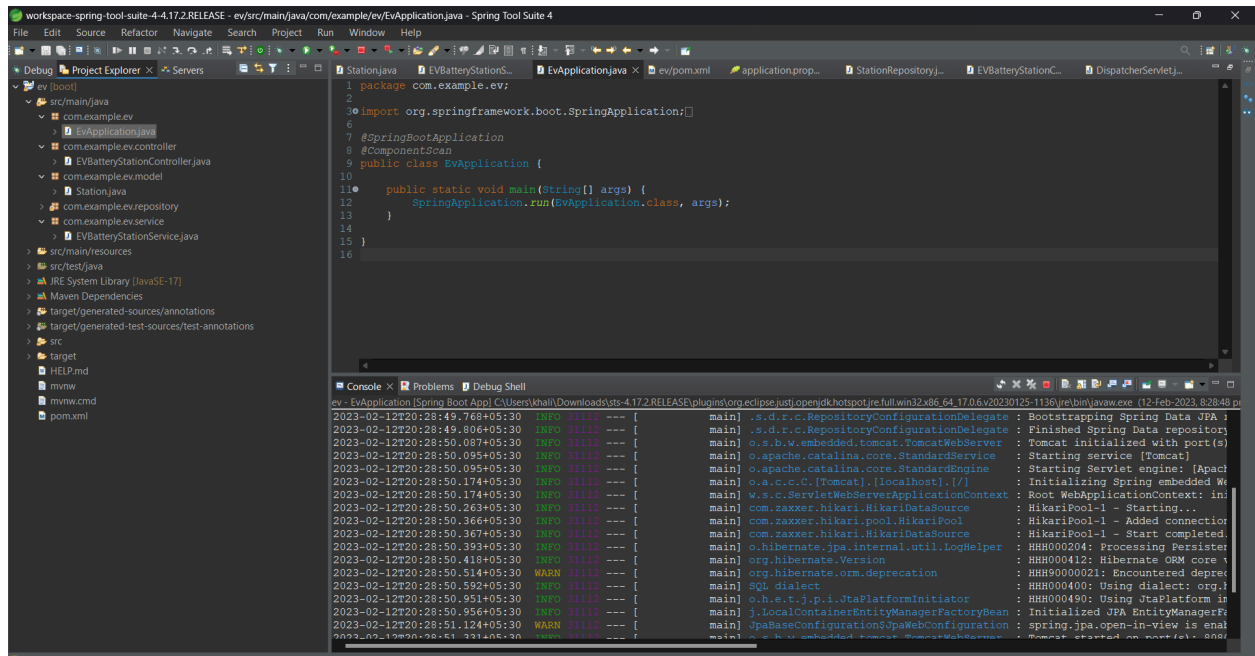 workspace-spring-tool-suite-4-4.17.2.RELEASE - ev/src/main/java/com/example/ev/EvApplication.java - Spring Tool Suite 4
File Edit Source Refactor Navigate Search Project Run Window Help
Debug Project Explorer Servers
ev [boot]
src/main/java
com.example.ev
EvApplication.java
com.example.ev.controller
EVBatteryStationController.java
com.example.ev.model
Station.java
com.example.ev.repository
com.example.ev.service
EVBatteryStationService.java
src/main/resources
src/test/java
JRE System Library [JavaSE-17]
Maven Dependencies
target/generated-sources/annotations
target/generated-test-sources/test-annotations
src
target
HELP.md
mvnw
mvnw.cmd
pom.xml
Station.java EVBatteryStationS... EvApplication.java ev/pom.xml application.prop... StationRepository.j... EVBatteryStationC... DispatcherServlet.j...
1 package com.example.ev;
2
3 import org.springframework.boot.SpringApplication;
6
7 @SpringBootApplication
8 @ComponentScan
9 public class EvApplication {
10
11 public static void main(String[] args) {
12 SpringApplication.run(EvApplication.class, args);
13 }
14
15 }
16
Console Problems Debug Shell
ev - EvApplication [Spring Boot App] C:\Users\khali\Downloads\sts-4.17.2.RELEASE\plugins\org.eclipse.justj.openjdk.hotspot.jre.full.win32.x86_64_17.0.6.v20230125-1136\jre\bin\javaw.exe (12-Feb-2023, 8:28:48 pm
2023-02-12T20:28:49.768+05:30 INFO 31112 --- [ main] .s.d.r.c.RepositoryConfigurationDelegate : Bootstrapping Spring Data JPA
2023-02-12T20:28:49.806+05:30 INFO 31112 --- [ main] .s.d.r.c.RepositoryConfigurationDelegate : Finished Spring Data repository
2023-02-12T20:28:50.087+05:30 INFO 31112 --- [ main] o.s.b.w.embedded.tomcat.TomcatWebServer : Tomcat initialized with port(s)
2023-02-12T20:28:50.095+05:30 INFO 31112 --- [ main] o.apache.catalina.core.StandardService : Starting service [Tomcat]
2023-02-12T20:28:50.095+05:30 INFO 31112 --- [ main] o.apache.catalina.core.StandardEngine : Starting Servlet engine: [Apac
2023-02-12T20:28:50.174+05:30 INFO 31112 --- [ main] o.a.c.c.C.[Tomcat].[localhost].[/] : Initializing Spring embedded We
2023-02-12T20:28:50.174+05:30 INFO 31112 --- [ main] w.s.c.ServletWebServerApplicationContext : Root WebApplicationContext: ini
2023-02-12T20:28:50.263+05:30 INFO 31112 --- [ main] com.zaxxer.hikari.HikariDataSource : HikariPool-1 - Starting...
2023-02-12T20:28:50.366+05:30 INFO 31112 --- [ main] com.zaxxer.hikari.pool.HikariPool : HikariPool-1 - Added connection
2023-02-12T20:28:50.367+05:30 INFO 31112 --- [ main] com.zaxxer.hikari.HikariDataSource : HikariPool-1 - Start completed.
2023-02-12T20:28:50.393+05:30 INFO 31112 --- [ main] o.hibernate.jpa.internal.util.LogHelper : HHH000204: Processing Persisten
2023-02-12T20:28:50.418+05:30 INFO 31112 --- [ main] org.hibernate.Version : HHH000412: Hibernate ORM core v
2023-02-12T20:28:50.514+05:30 WARN 31112 --- [ main] org.hibernate.orm.deprecation : HHH90000021: Encountered deprec
2023-02-12T20:28:50.592+05:30 INFO 31112 --- [ main] SQL dialect : HHH000400: Using dialect: org.h
2023-02-12T20:28:50.951+05:30 INFO 31112 --- [ main] o.h.e.t.j.p.i.JtaPlatformInitiator : HHH000490: Using JtaPlatform im
2023-02-12T20:28:50.956+05:30 INFO 31112 --- [ main] j.LocalContainerEntityManagerFactoryBean : Initialized JPA EntityManagerFa
2023-02-12T20:28:51.124+05:30 WARN 31112 --- [ main] JpaBaseConfiguration$JpaWebConfiguration : spring.jpa.open-in-view is enab
2023-02-12T20:28:51.331+05:30 INFO 31112 --- [ main] o.s.b.w.embedded.tomcat.TomcatWebServer : Tomcat started on port(s): 808